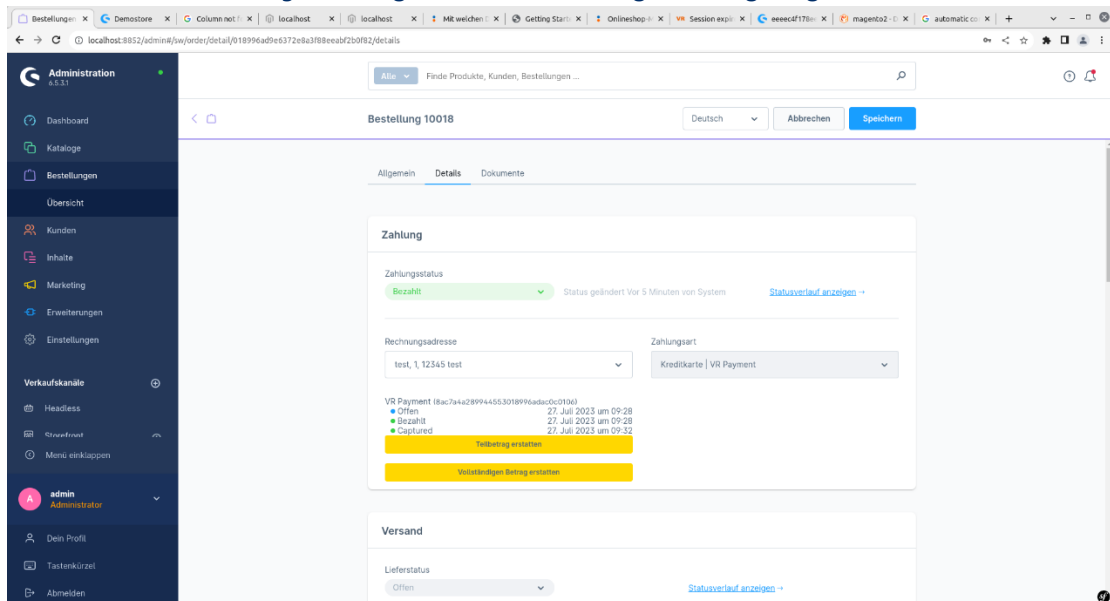 Bestellungen
Demostore
Column not f
localhost
localhost
Mit welchen
Getting Start
Onlineshop-
VR Session expir
eeeec4f178e
magento2 - D
automatic co
localhost:8852/admin#/sw/order/detail/018996ad9e6372e8a3f88eeabf2b0f82/details
Administration
6.5.3.1
Alle
Finde Produkte, Kunden, Bestellungen ...
Bestellung 10018
Deutsch
Abbrechen
Speichern
Dashboard
Kataloge
Bestellungen
Übersicht
Kunden
Inhalte
Marketing
Erweiterungen
Einstellungen
Verkaufskanäle
Headless
Storefront
Menü einklappen
A
admin
Administrator
Dein Profil
Tastenkürzel
Abmelden
Allgemein Details Dokumente
Zahlung
Zahlungsstatus
Bezahlt
Status geändert Vor 5 Minuten von System
Statusverlauf anzeigen →
Rechnungsadresse
Zahlungsart
test, 1, 12345 test
Kreditkarte | VR Payment
VR Payment (8ac7a4a289944553018996adac0c0106)
Offen 27. Juli 2023 um 09:28
Bezahlt 27. Juli 2023 um 09:28
Captured 27. Juli 2023 um 09:32
Teilbetrag erstatten
Vollständigen Betrag erstatten
Versand
Lieferstatus
Offen
Statusverlauf anzeigen →
sf